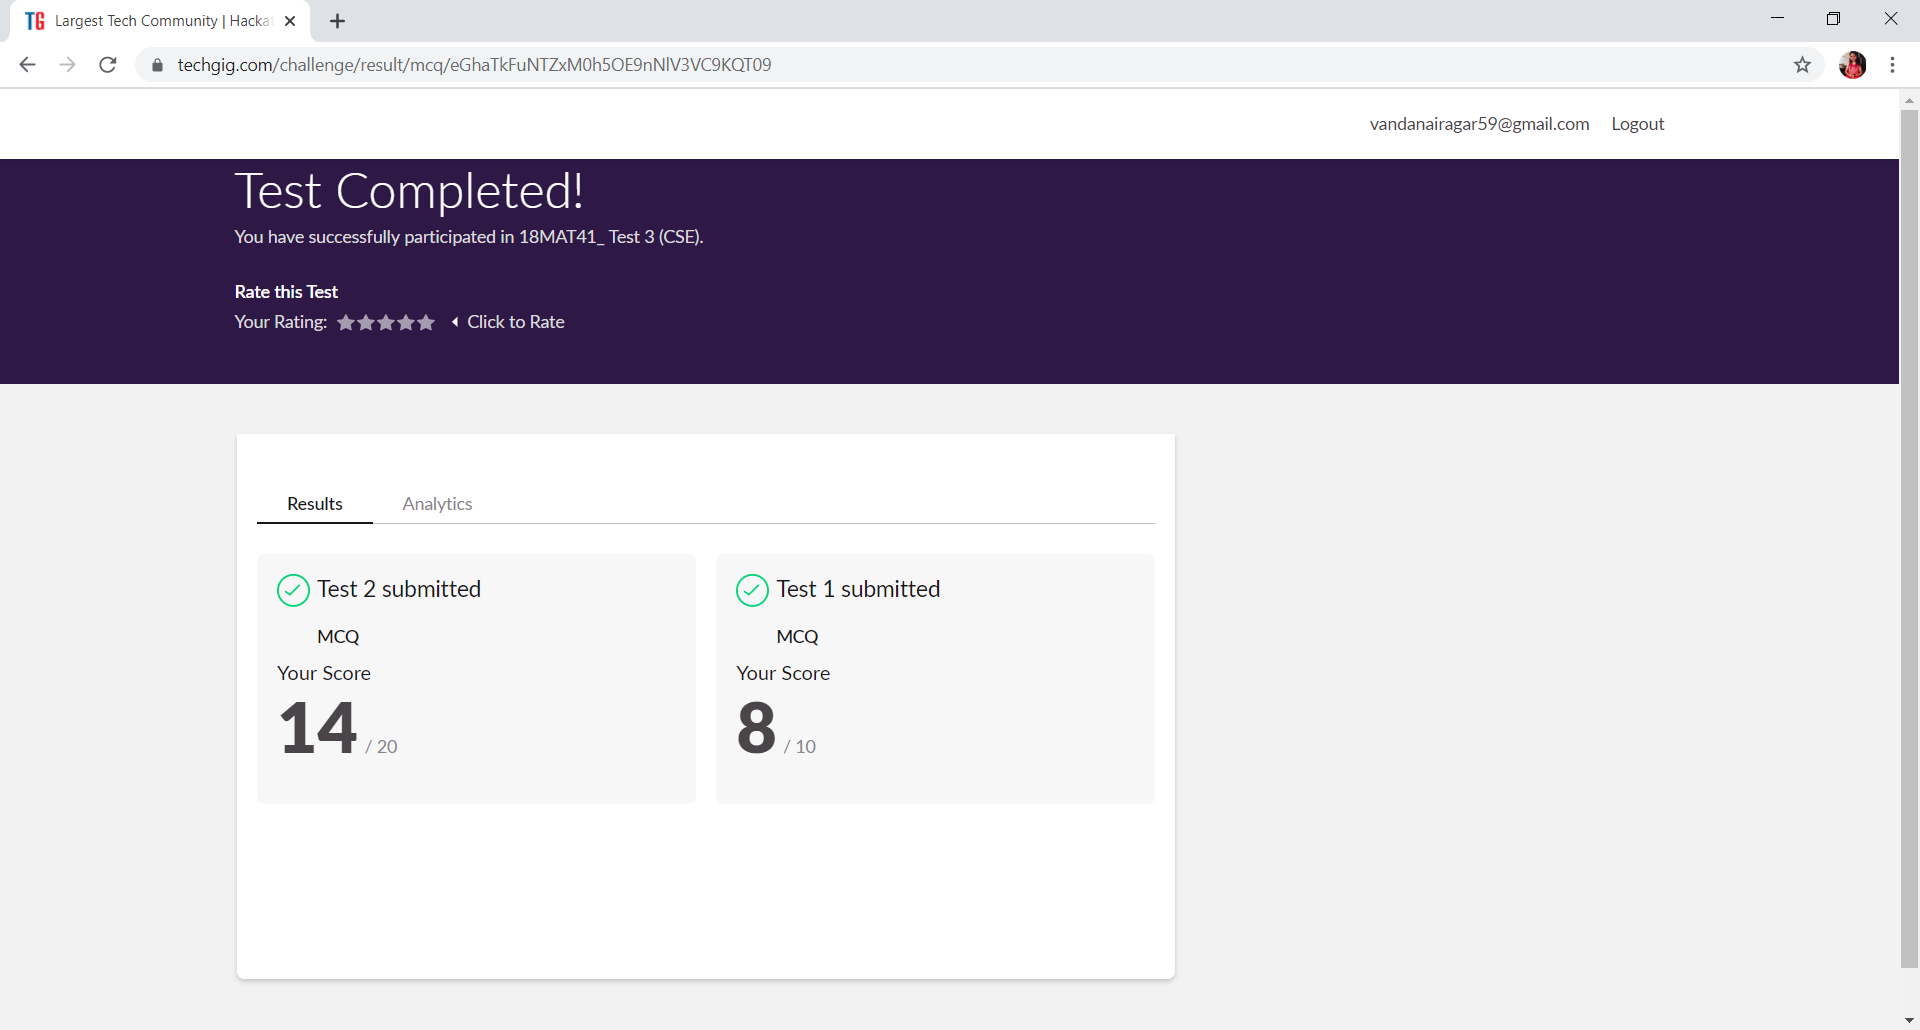 TG Largest Tech Community | Hacka
techgig.com/challenge/result/mcq/eGhaTkFuNTZxM0h5OE9nNlV3VC9KQT09
vandanairagar59@gmail.com Logout
Test Completed!
You have successfully participated in 18MAT41_ Test 3 (CSE).
Rate this Test
Your Rating: Click to Rate
Results Analytics
Test 2 submitted
MCQ
Your Score
14 / 20
Test 1 submitted
MCQ
Your Score
8 / 10